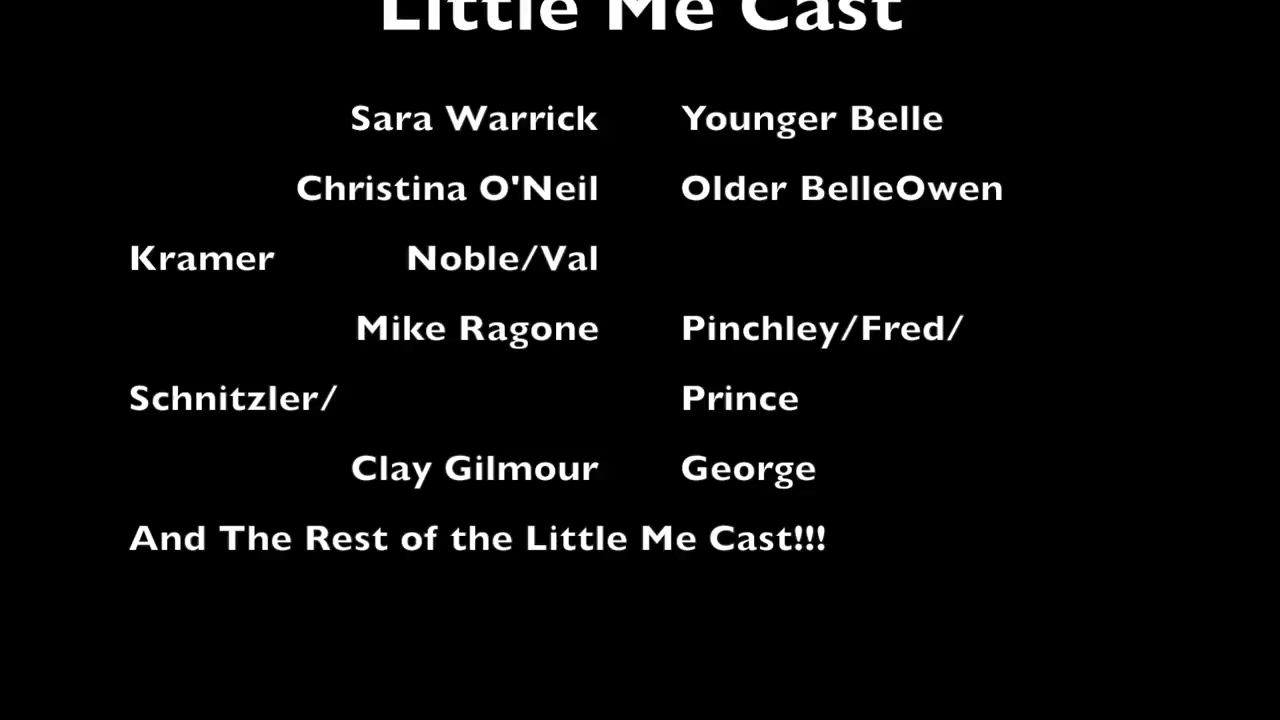 Little Me Cast
Sara Warrick Younger Belle
Christina O'Neil Older BelleOwen
Kramer Noble/Val
Mike Ragone Pinchley/Fred/
Schnitzler/ Prince
Clay Gilmour George
And The Rest of the Little Me Cast!!!